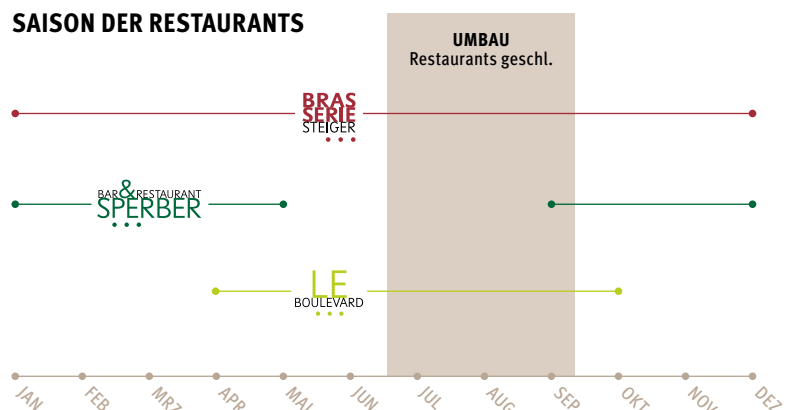 SAISON DER RESTAURANTS
UMBAU
Restaurants geschl.
BRAS
SERIE
STEIGER
BAR & RESTAURANT
SPERBER
LE
BOULEVARD
JAN
FEB
MRZ
APR
MAI
JUN
JUL
AUG
SEP
OKT
NOV
DEZ